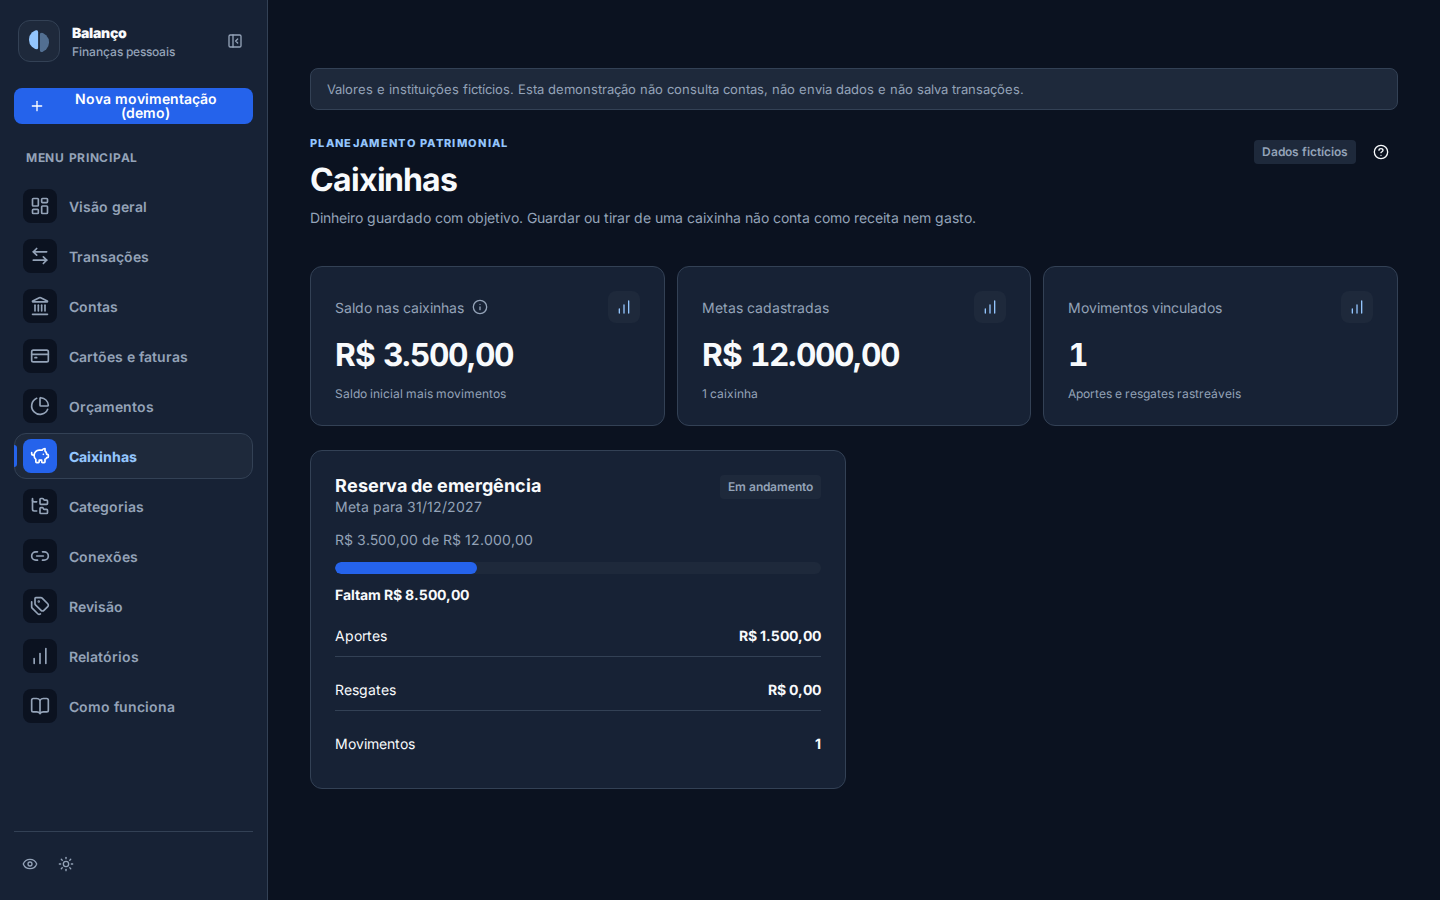 Balanço
Finanças pessoais
Nova movimentação
(demo)
MENU PRINCIPAL
Visão geral
Transações
Contas
Cartões e faturas
Orçamentos
Caixinhas
Categorias
Conexões
Revisão
Relatórios
Como funciona
Valores e instituições fictícios. Esta demonstração não consulta contas, não envia dados e não salva transações.
PLANEJAMENTO PATRIMONIAL
Dados fictícios
Caixinhas
Dinheiro guardado com objetivo. Guardar ou tirar de uma caixinha não conta como receita nem gasto.
Saldo nas caixinhas
R$ 3.500,00
Saldo inicial mais movimentos
Metas cadastradas
R$ 12.000,00
1 caixinha
Movimentos vinculados
1
Aportes e resgates rastreáveis
Reserva de emergência
Em andamento
Meta para 31/12/2027
R$ 3.500,00 de R$ 12.000,00
Faltam R$ 8.500,00
Aportes R$ 1.500,00
Resgates R$ 0,00
Movimentos 1